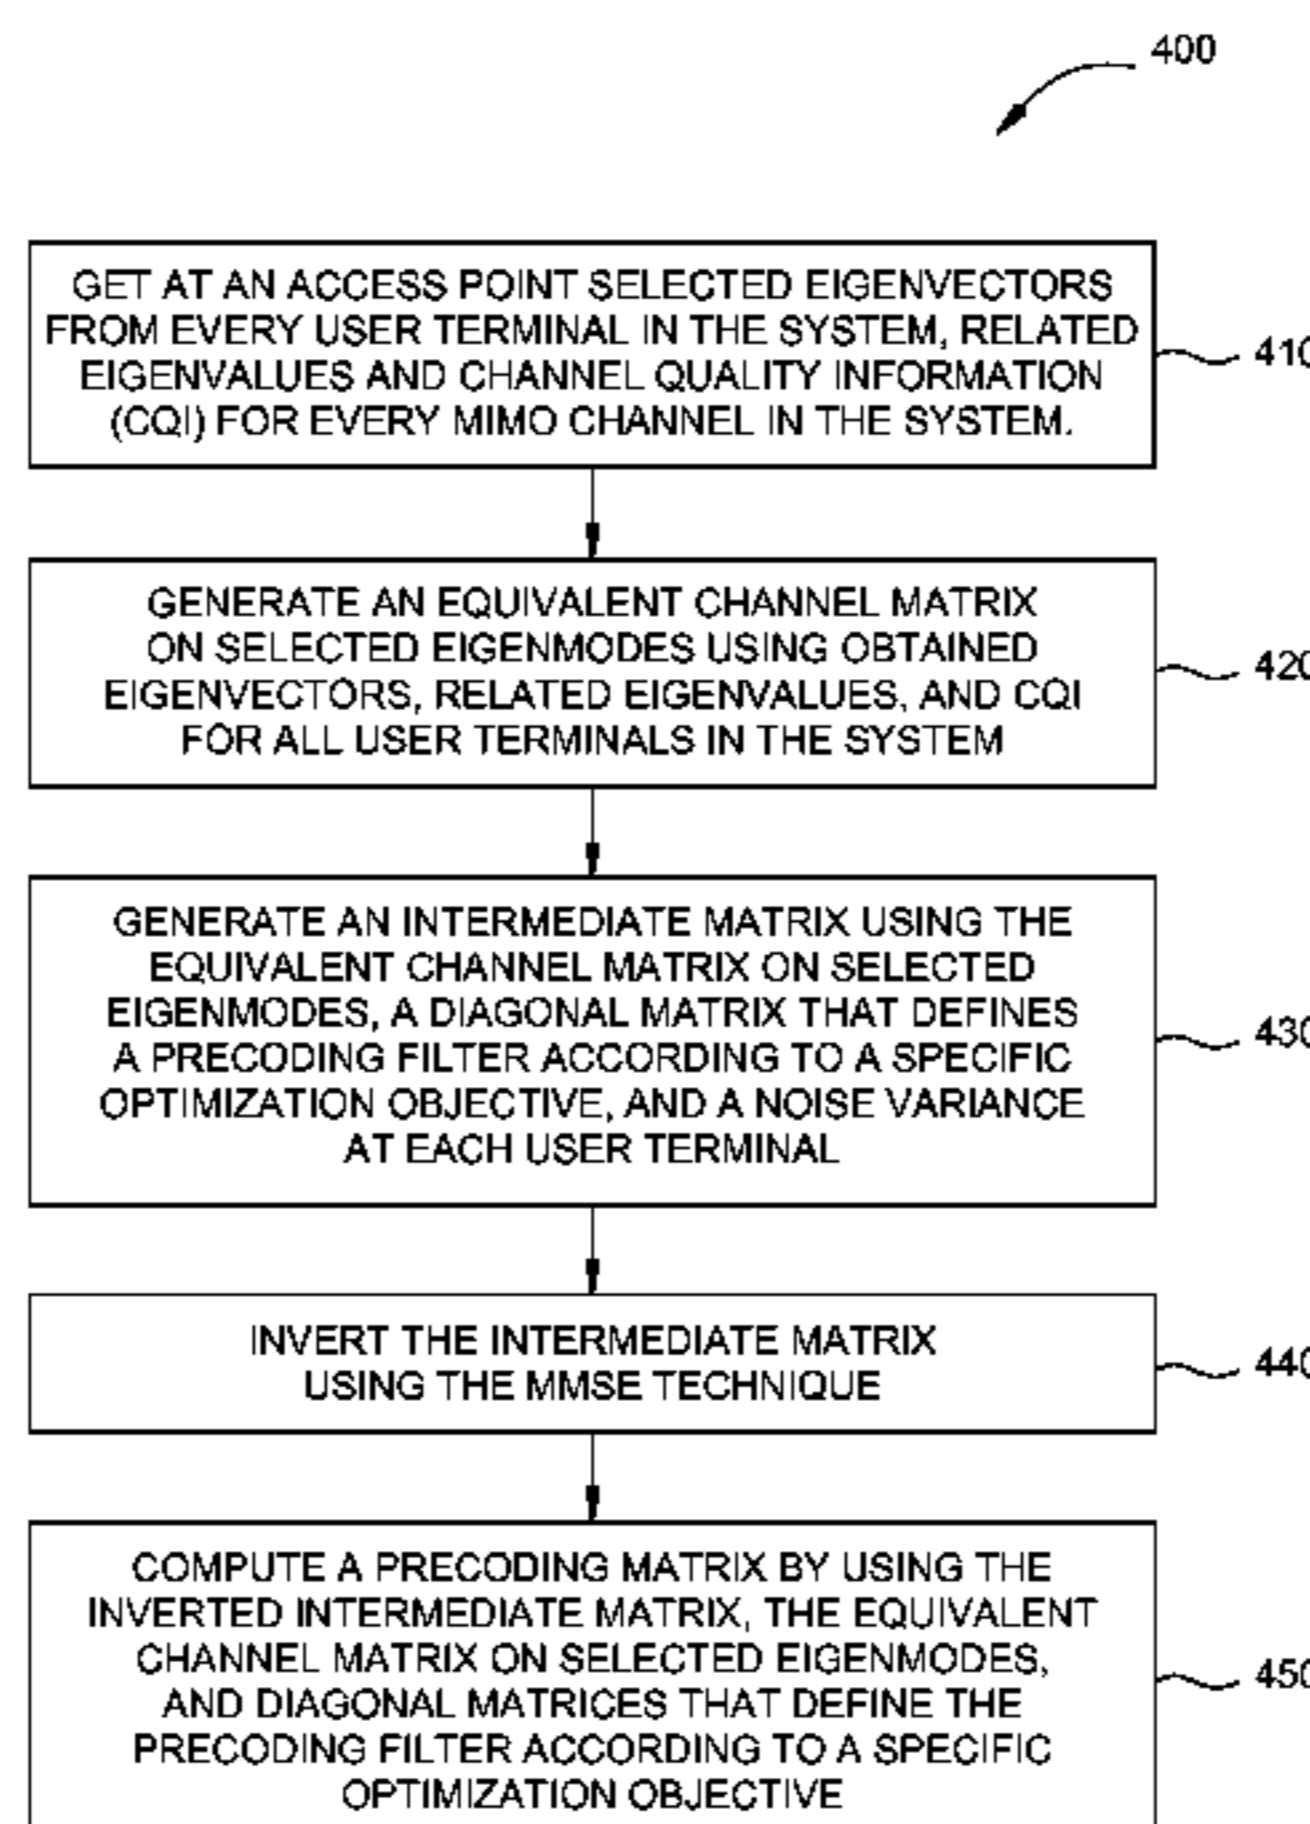 400
GET AT AN ACCESS POINT SELECTED EIGENVECTORS
FROM EVERY USER TERMINAL IN THE SYSTEM, RELATED
EIGENVALUES AND CHANNEL QUALITY INFORMATION
(CQI) FOR EVERY MIMO CHANNEL IN THE SYSTEM.
410
GENERATE AN EQUIVALENT CHANNEL MATRIX
ON SELECTED EIGENMODES USING OBTAINED
EIGENVECTORS, RELATED EIGENVALUES, AND CQI
FOR ALL USER TERMINALS IN THE SYSTEM
420
GENERATE AN INTERMEDIATE MATRIX USING THE
EQUIVALENT CHANNEL MATRIX ON SELECTED
EIGENMODES, A DIAGONAL MATRIX THAT DEFINES
A PRECODING FILTER ACCORDING TO A SPECIFIC
OPTIMIZATION OBJECTIVE, AND A NOISE VARIANCE
AT EACH USER TERMINAL
430
INVERT THE INTERMEDIATE MATRIX
USING THE MMSE TECHNIQUE
440
COMPUTE A PRECODING MATRIX BY USING THE
INVERTED INTERMEDIATE MATRIX, THE EQUIVALENT
CHANNEL MATRIX ON SELECTED EIGENMODES,
AND DIAGONAL MATRICES THAT DEFINE THE
PRECODING FILTER ACCORDING TO A SPECIFIC
OPTIMIZATION OBJECTIVE
450